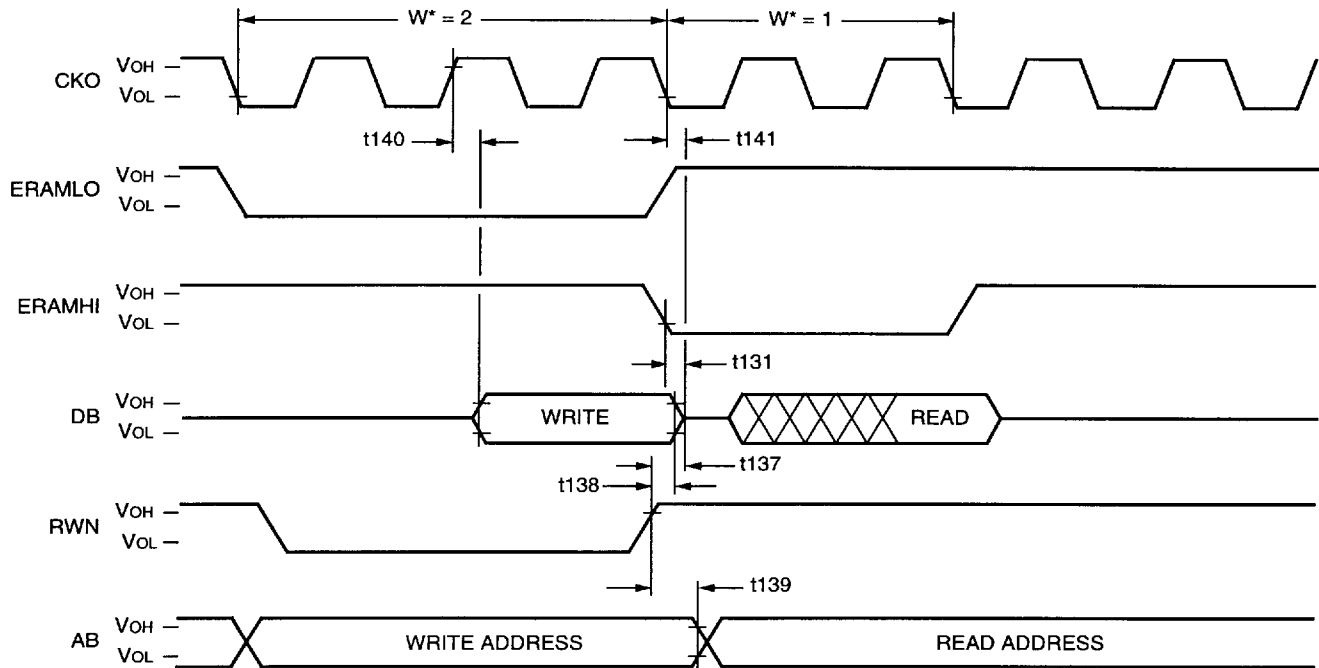 W* = 2
W* = 1
CKO
VOH
VOL
t140
t141
ERAMLO
VOH
VOL
ERAMHI
VOH
VOL
t131
DB
VOH
VOL
WRITE
READ
t137
t138
RWN
VOH
VOL
t139
AB
VOH
VOL
WRITE ADDRESS
READ ADDRESS